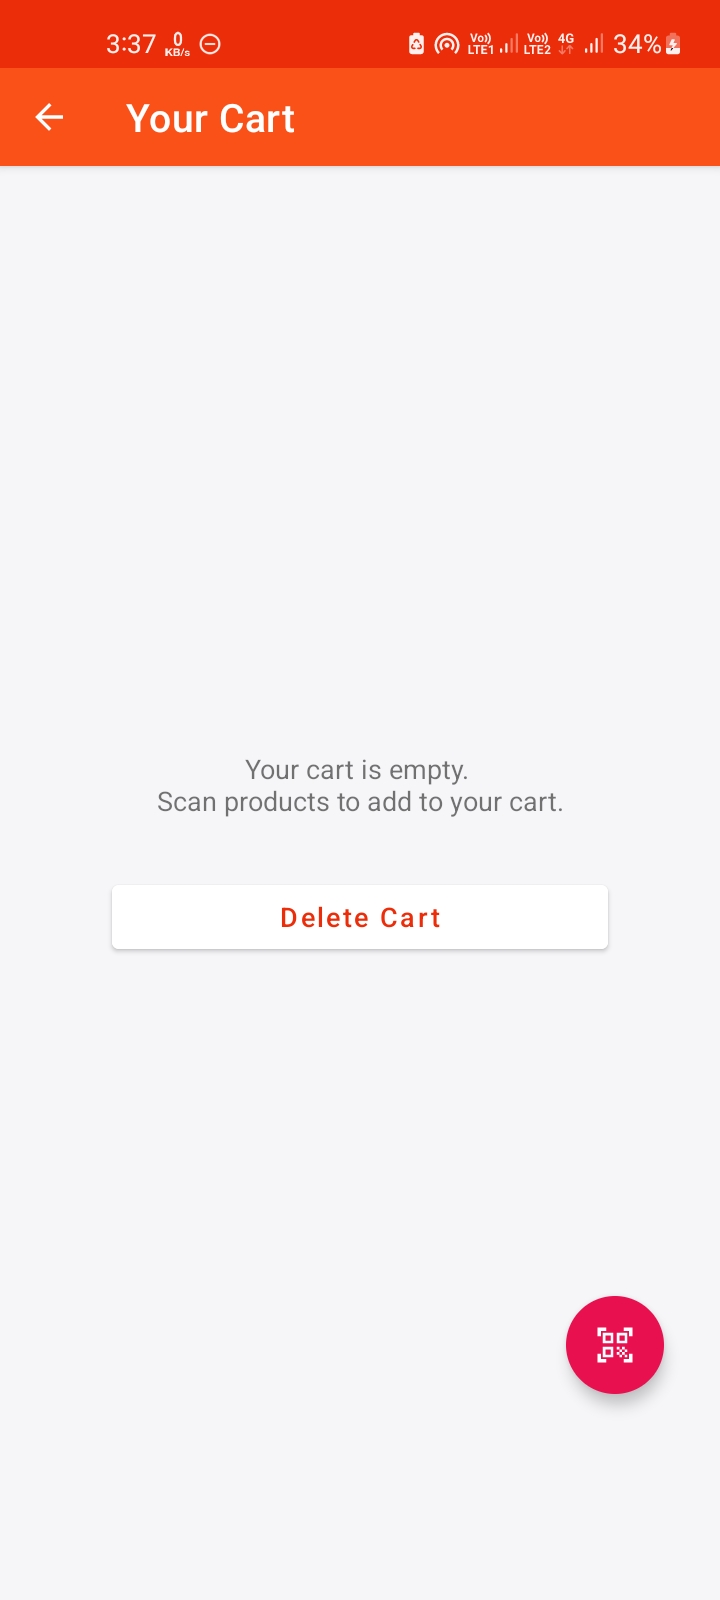 3:37 0 KB/s Vo)) LTE1 Vo)) LTE2 4G 34%
Your Cart
Your cart is empty.
Scan products to add to your cart.
Delete Cart